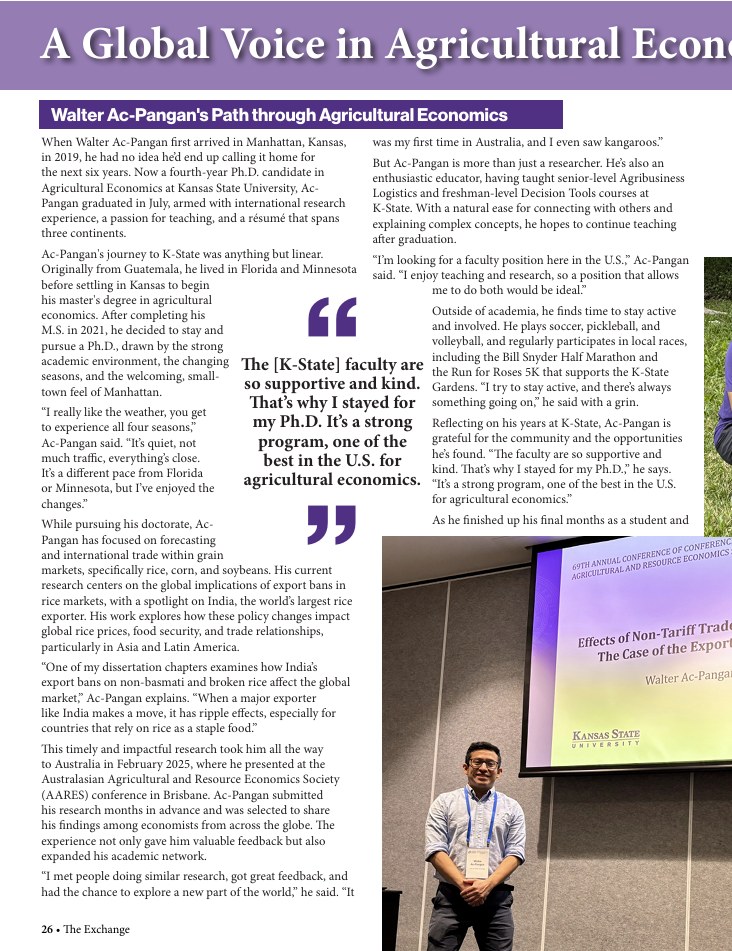 A Global Voice in Agricultural Econ
Walter Ac-Pangan's Path through Agricultural Economics
When Walter Ac-Pangan first arrived in Manhattan, Kansas,
in 2019, he had no idea he’d end up calling it home for
the next six years. Now a fourth-year Ph.D. candidate in
Agricultural Economics at Kansas State University, Ac-
Pangan graduated in July, armed with international research
experience, a passion for teaching, and a résumé that spans
three continents.
Ac-Pangan's journey to K-State was anything but linear.
Originally from Guatemala, he lived in Florida and Minnesota
before settling in Kansas to begin
his master's degree in agricultural
economics. After completing his
M.S. in 2021, he decided to stay and
pursue a Ph.D., drawn by the strong
academic environment, the changing
seasons, and the welcoming, small-
town feel of Manhattan.
“I really like the weather, you get
to experience all four seasons,”
Ac-Pangan said. “It’s quiet, not
much traffic, everything’s close.
It’s a different pace from Florida
or Minnesota, but I’ve enjoyed the
changes.”
While pursuing his doctorate, Ac-
Pangan has focused on forecasting
and international trade within grain
markets, specifically rice, corn, and soybeans. His current
research centers on the global implications of export bans in
rice markets, with a spotlight on India, the world’s largest rice
exporter. His work explores how these policy changes impact
global rice prices, food security, and trade relationships,
particularly in Asia and Latin America.
“One of my dissertation chapters examines how India’s
export bans on non-basmati and broken rice affect the global
market,” Ac-Pangan explains. “When a major exporter
like India makes a move, it has ripple effects, especially for
countries that rely on rice as a staple food.”
This timely and impactful research took him all the way
to Australia in February 2025, where he presented at the
Australasian Agricultural and Resource Economics Society
(AARES) conference in Brisbane. Ac-Pangan submitted
his research months in advance and was selected to share
his findings among economists from across the globe. The
experience not only gave him valuable feedback but also
expanded his academic network.
“I met people doing similar research, got great feedback, and
had the chance to explore a new part of the world,” he said. “It
“
The [K-State] faculty are
so supportive and kind.
That’s why I stayed for
my Ph.D. It’s a strong
program, one of the
best in the U.S. for
agricultural economics.
”
was my first time in Australia, and I even saw kangaroos.”
But Ac-Pangan is more than just a researcher. He’s also an
enthusiastic educator, having taught senior-level Agribusiness
Logistics and freshman-level Decision Tools courses at
K-State. With a natural ease for connecting with others and
explaining complex concepts, he hopes to continue teaching
after graduation.
“I’m looking for a faculty position here in the U.S.,” Ac-Pangan
said. “I enjoy teaching and research, so a position that allows
me to do both would be ideal.”
Outside of academia, he finds time to stay active
and involved. He plays soccer, pickleball, and
volleyball, and regularly participates in local races,
including the Bill Snyder Half Marathon and
the Run for Roses 5K that supports the K-State
Gardens. “I try to stay active, and there’s always
something going on,” he said with a grin.
Reflecting on his years at K-State, Ac-Pangan is
grateful for the community and the opportunities
he’s found. “The faculty are so supportive and
kind. That’s why I stayed for my Ph.D.,” he says.
“It’s a strong program, one of the best in the U.S.
for agricultural economics.”
As he finished up his final months as a student and
69TH ANNUAL CONFERENCE OF CONFERENC
AGRICULTURAL AND RESOURCE ECONOMICS
Effects of Non-Tariff Trad
The Case of the Export
Walter Ac-Pangan
KANSAS STATE
UNIVERSITY
26 • The Exchange